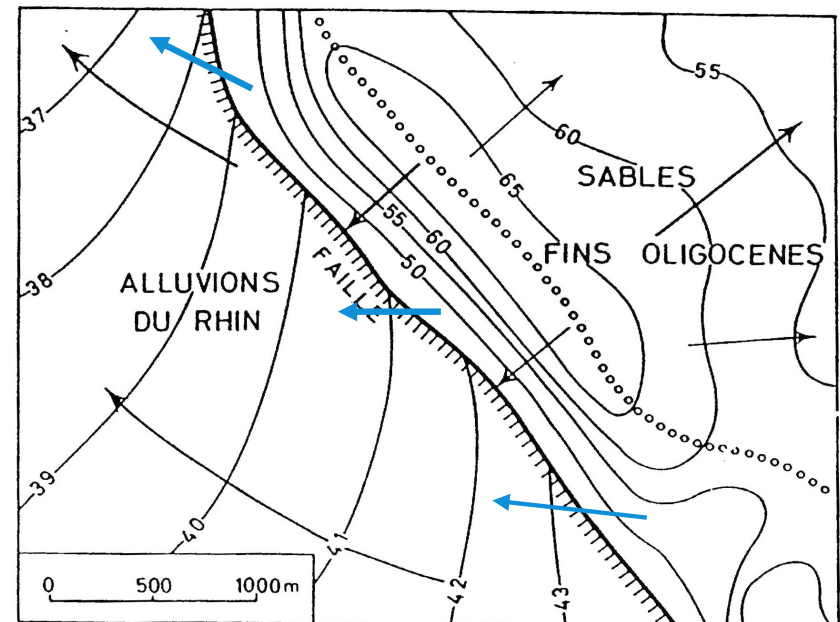 55
60
37
65
SABLES
55
60
50
FINS OLIGOCENES
FAILLE
38
ALLUVIONS
DU RHIN
39
40
41
42
43
0 500 1000m